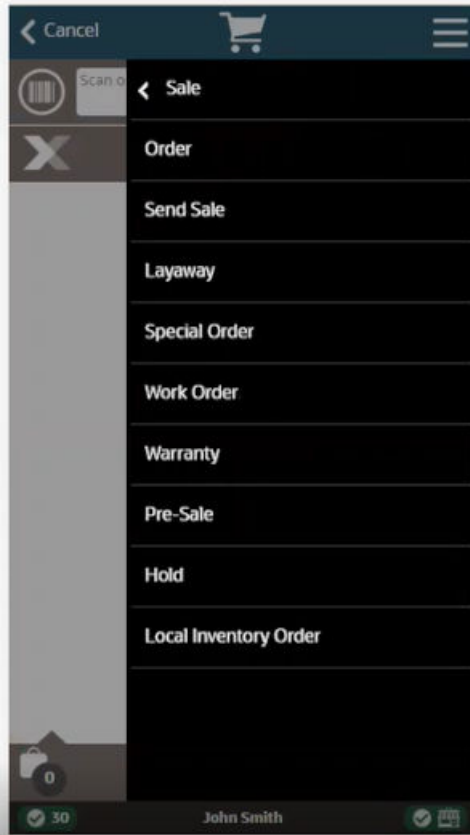 Cancel
Scan o
Sale
Order
Send Sale
Layaway
Special Order
Work Order
Warranty
Pre-Sale
Hold
Local Inventory Order
0
30
John Smith